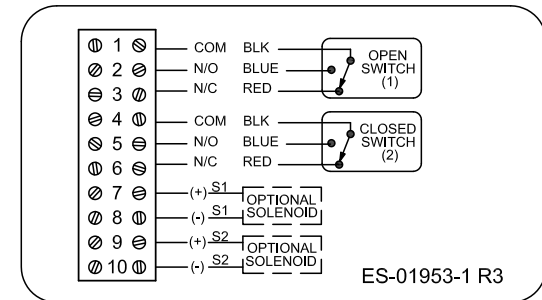 1 COM BLK
2 N/O BLUE
3 N/C RED
OPEN
SWITCH
(1)
4 COM BLK
5 N/O BLUE
6 N/C RED
CLOSED
SWITCH
(2)
7 (+) S1
8 (-) S1
OPTIONAL
SOLENOID
9 (+) S2
10 (-) S2
OPTIONAL
SOLENOID
ES-01953-1 R3